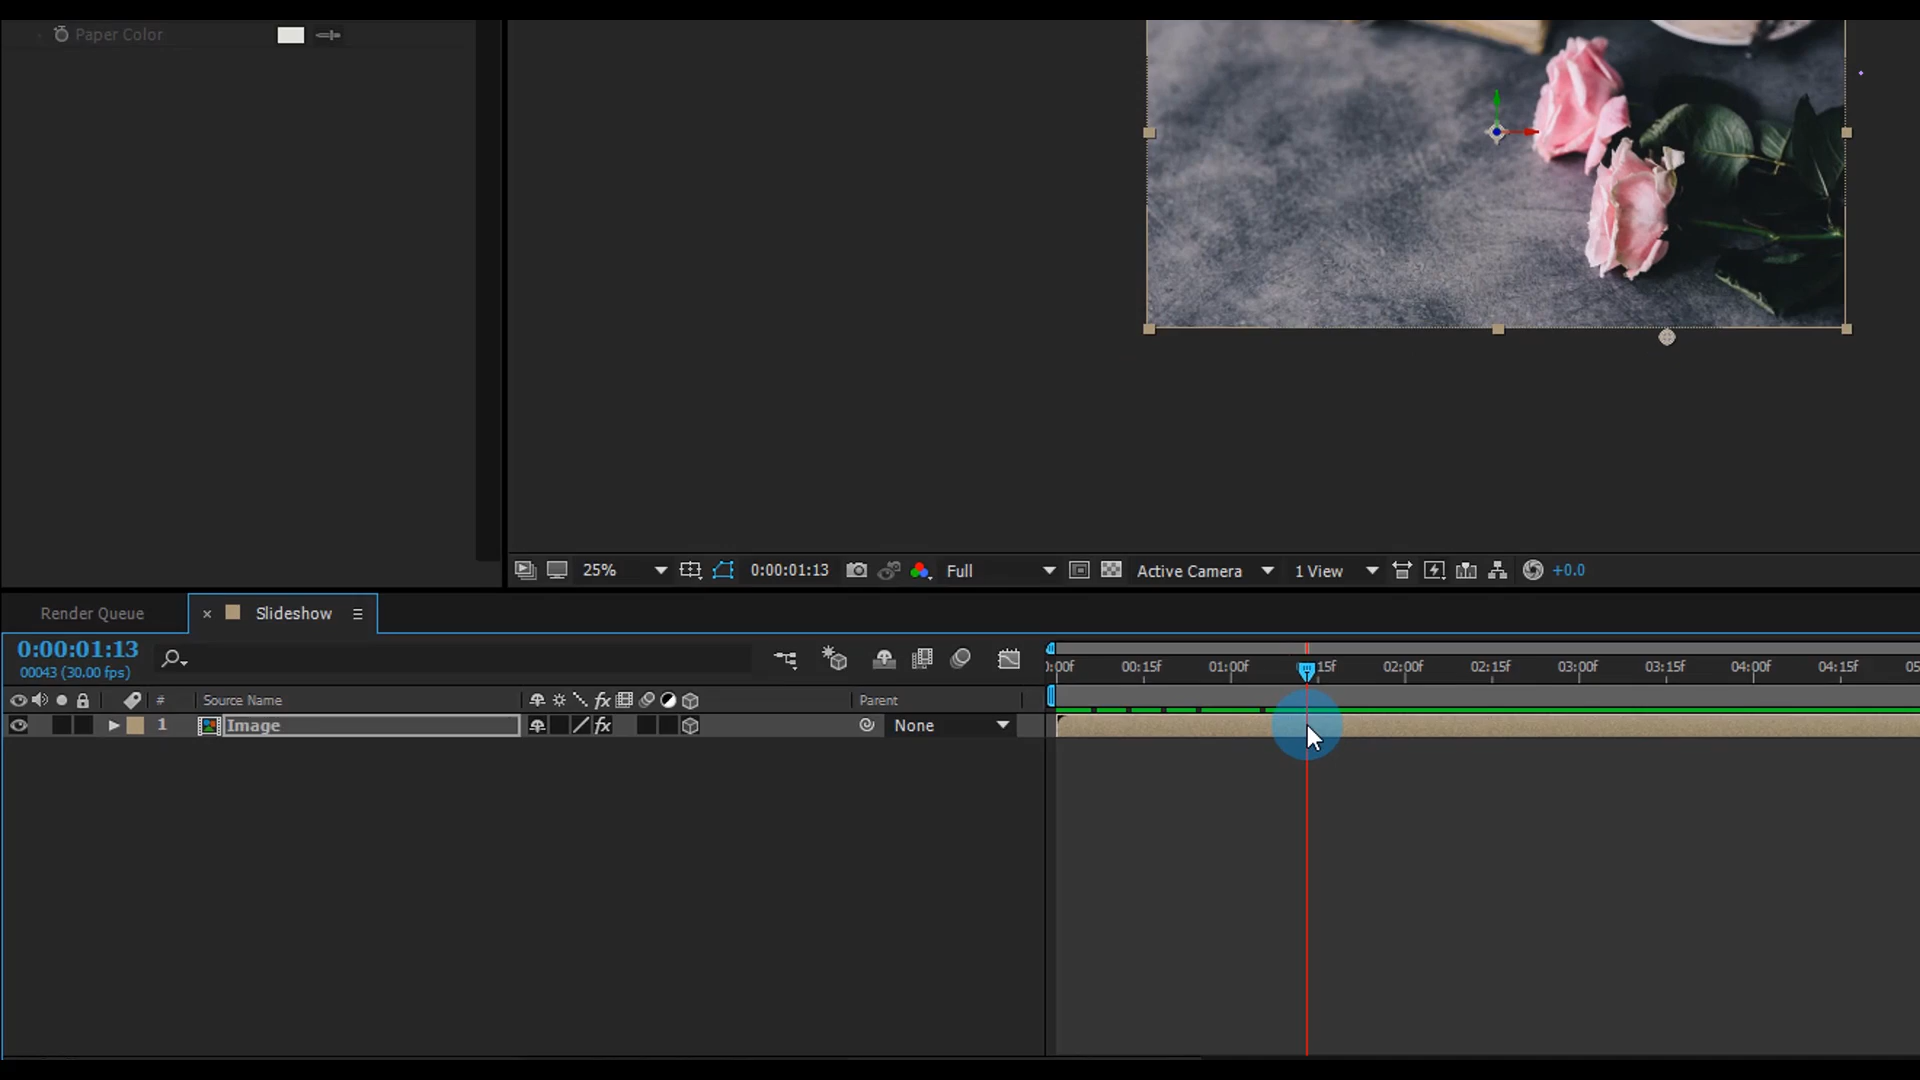 Paper Color
25% 0:00:01:13 Full Active Camera 1 View +0.0
Render Queue × Slideshow
0:00:01:13
00043 (30.00 fps)
:00f 00:15f 01:00f 15f 02:00f 02:15f 03:00f 03:15f 04:00f 04:15f 05
# Source Name fx Parent
1 Image fx None